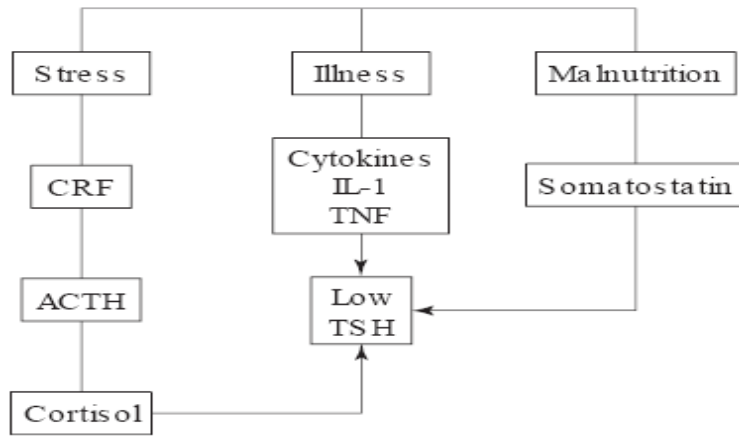 Stress
Illness
Malnutrition
Cytokines
IL-1
TNF
CRF
Somatostatin
ACTH
Low
TSH
Cortisol